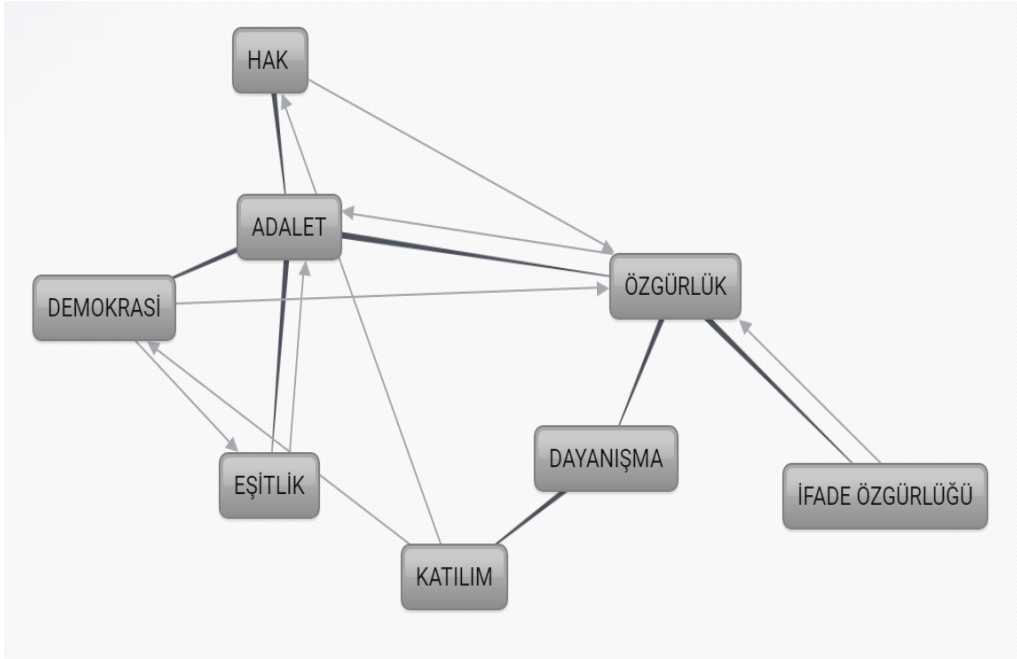 HAK
ADALET
DEMOKRASİ
ÖZGÜRLÜK
EŞİTLİK
DAYANIŞMA
İFADE ÖZGÜRLÜĞÜ
KATILIM